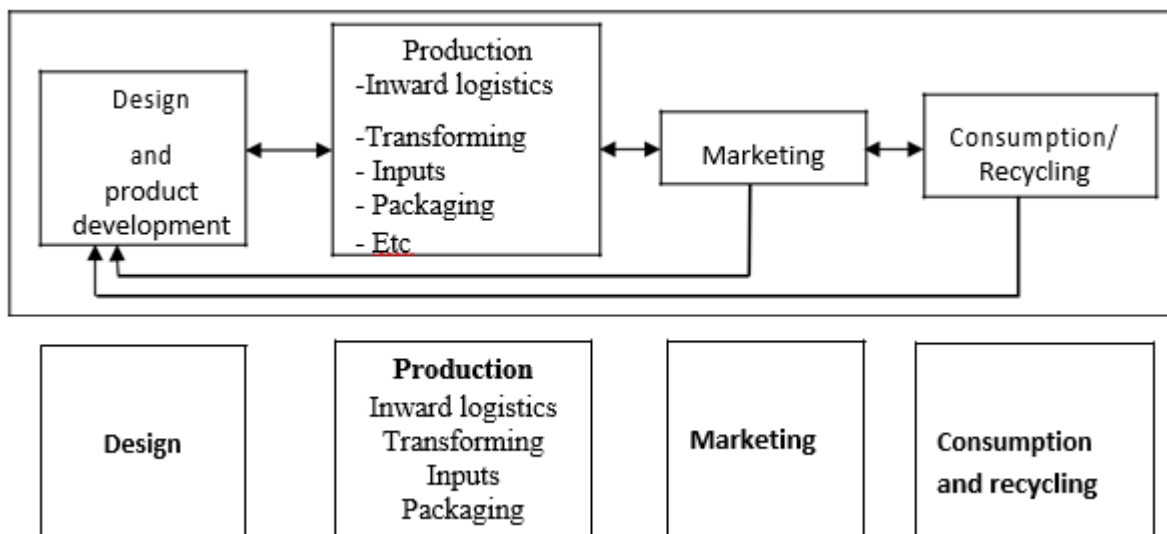 Design
and
product
development
Production
-Inward logistics
-Transforming
- Inputs
- Packaging
- Etc
Marketing
Consumption/
Recycling
Design
Production
Inward logistics
Transforming
Inputs
Packaging
Marketing
Consumption
and recycling